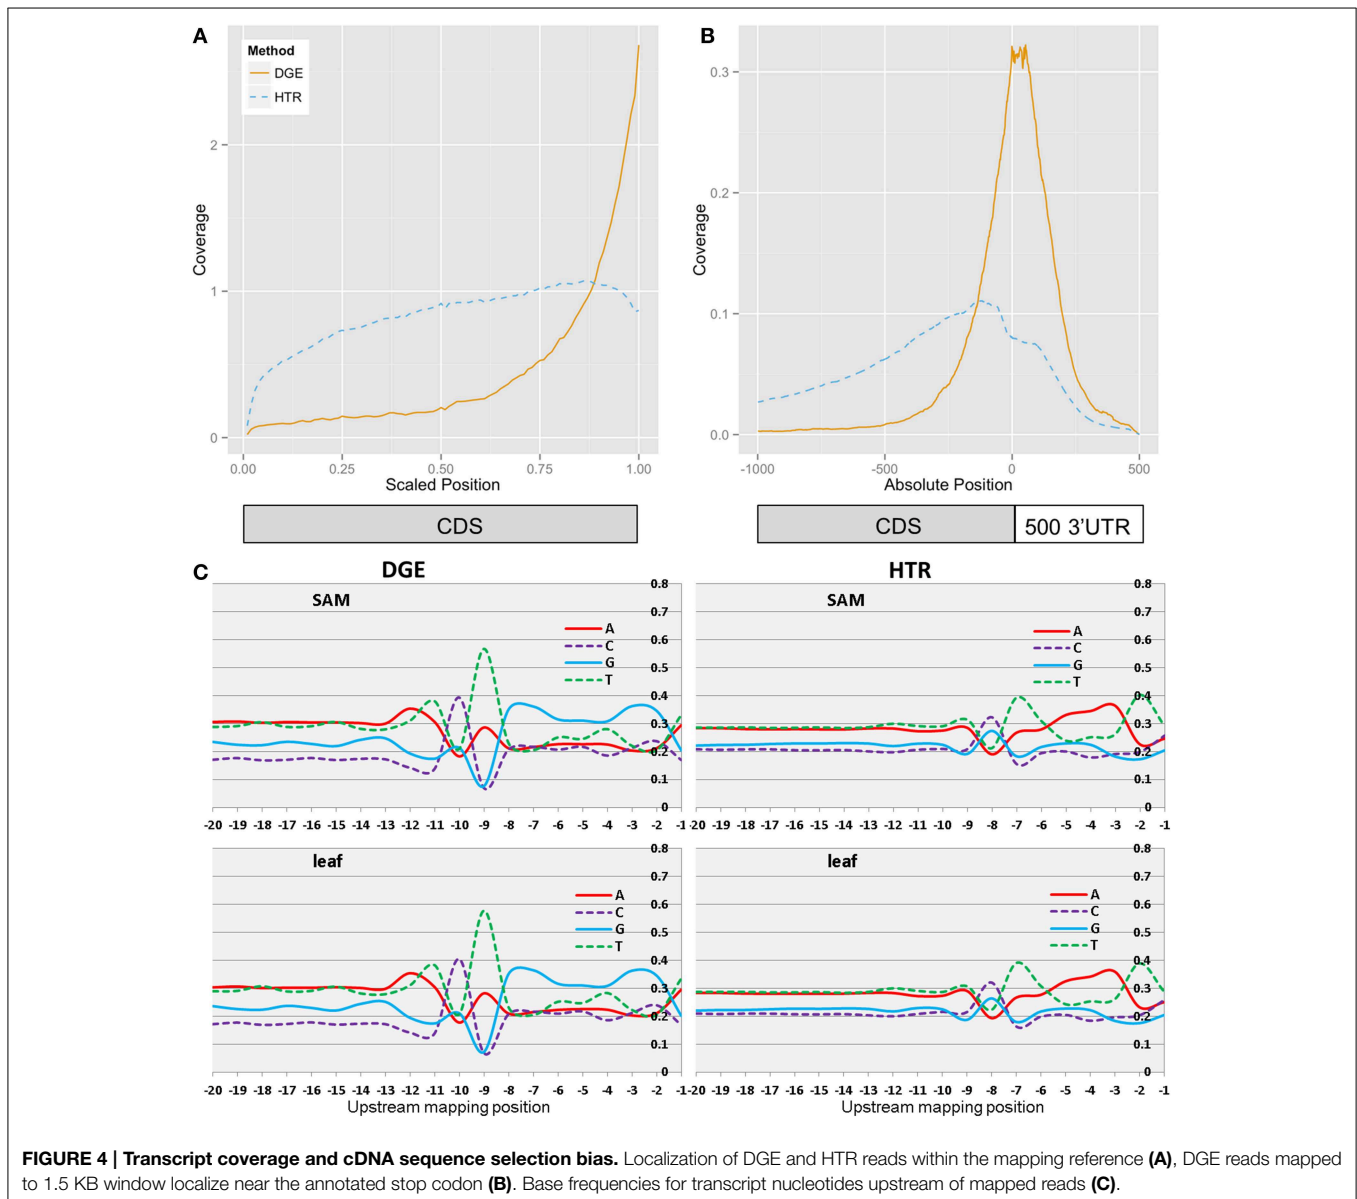 A
Method
DGE
HTR
2
1
0
Coverage
0.00 0.25 0.50 0.75 1.00
Scaled Position
CDS
B
0.3
0.2
0.1
0.0
Coverage
-1000 -500 0 500
Absolute Position
CDS 500 3'UTR
C
DGE
SAM
A
C
G
T
0.8
0.7
0.6
0.5
0.4
0.3
0.2
0.1
0
-20 -19 -18 -17 -16 -15 -14 -13 -12 -11 -10 -9 -8 -7 -6 -5 -4 -3 -2 -1
HTR
SAM
A
C
G
T
0.8
0.7
0.6
0.5
0.4
0.3
0.2
0.1
0
-20 -19 -18 -17 -16 -15 -14 -13 -12 -11 -10 -9 -8 -7 -6 -5 -4 -3 -2 -1
leaf
A
C
G
T
0.8
0.7
0.6
0.5
0.4
0.3
0.2
0.1
0
-20 -19 -18 -17 -16 -15 -14 -13 -12 -11 -10 -9 -8 -7 -6 -5 -4 -3 -2 -1
Upstream mapping position
leaf
A
C
G
T
0.8
0.7
0.6
0.5
0.4
0.3
0.2
0.1
0
-20 -19 -18 -17 -16 -15 -14 -13 -12 -11 -10 -9 -8 -7 -6 -5 -4 -3 -2 -1
Upstream mapping position
FIGURE 4 | Transcript coverage and cDNA sequence selection bias. Localization of DGE and HTR reads within the mapping reference (A), DGE reads mapped
to 1.5 KB window localize near the annotated stop codon (B). Base frequencies for transcript nucleotides upstream of mapped reads (C).